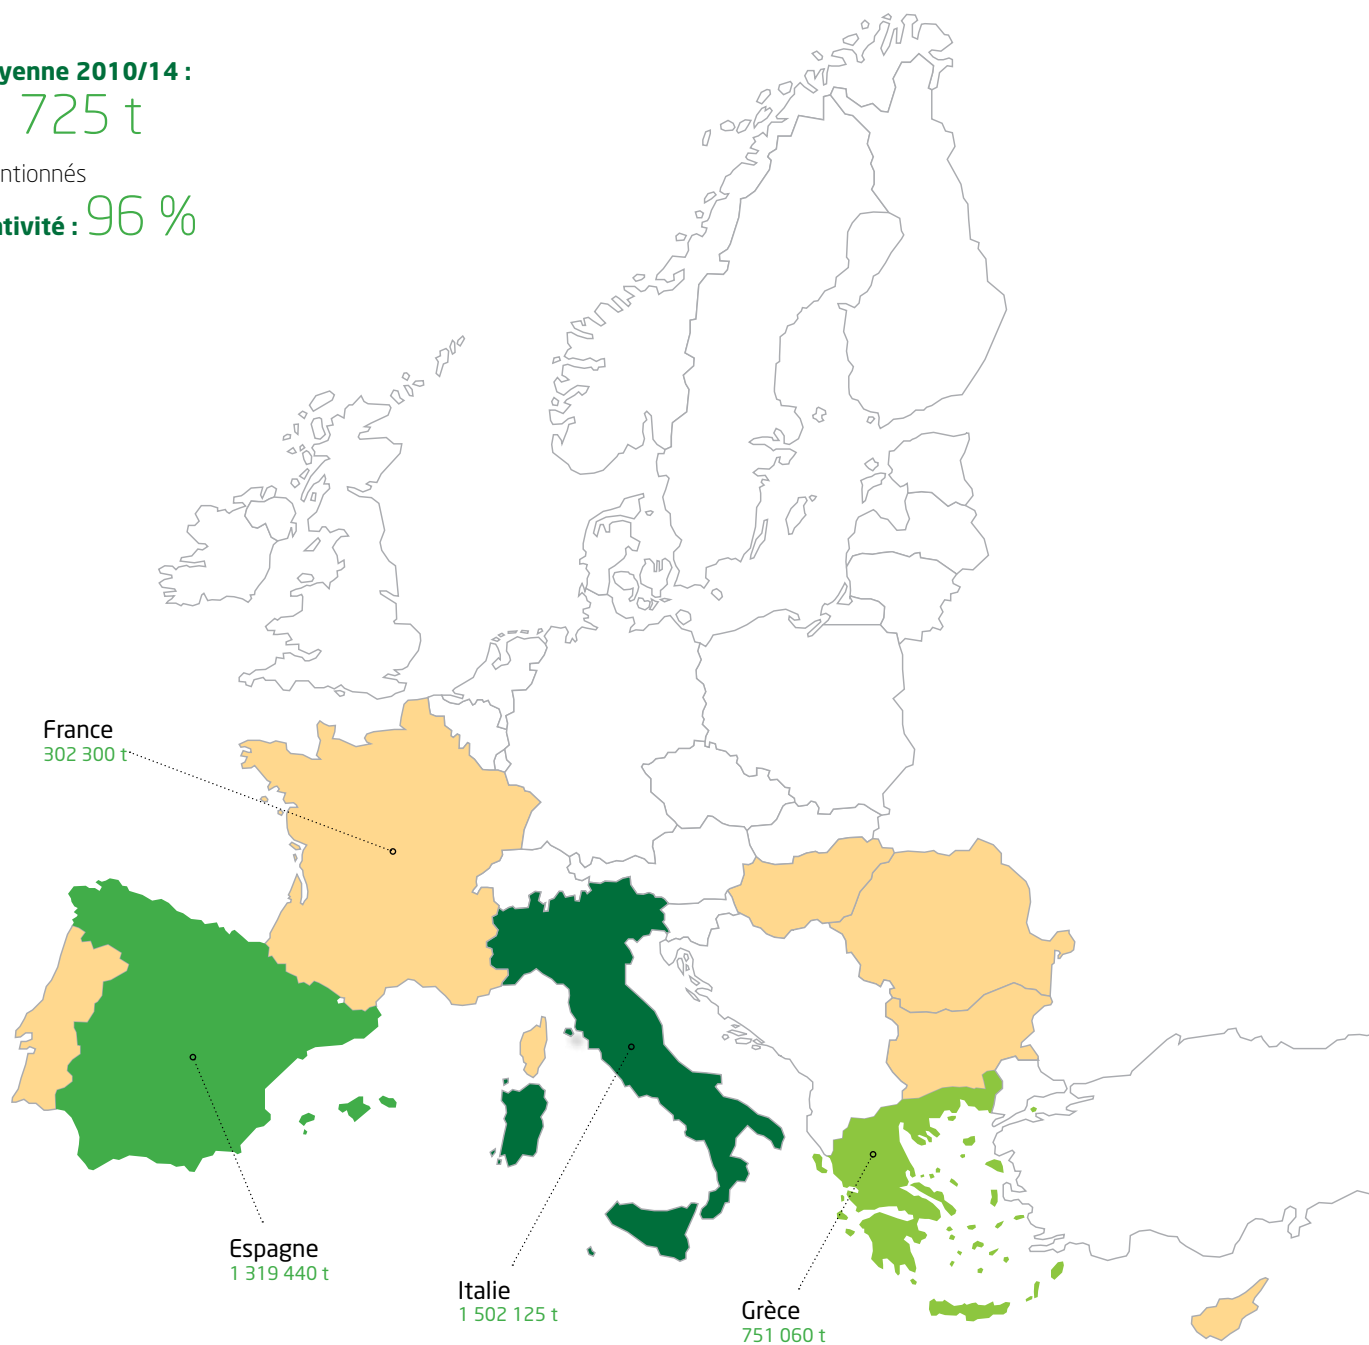 yenne 2010/14 :
725 t
ntionnés
ativité : 96 %
France
302 300 t
Espagne
1 319 440 t
Italie
1 502 125 t
Grèce
751 060 t